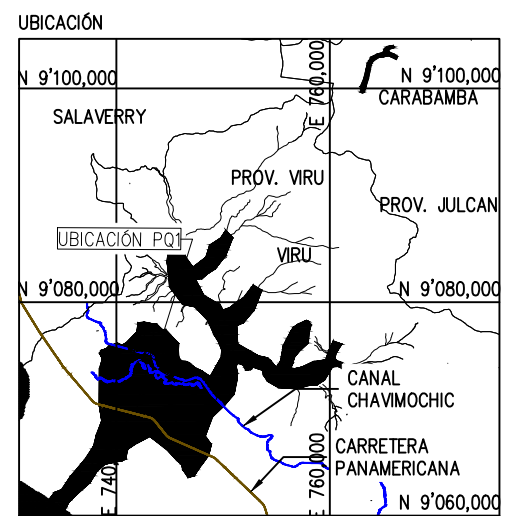 UBICACIÓN
E 760,000
N 9'100,000
N 9'100,000
CARABAMBA
SALAVERRY
PROV. VIRU
PROV. JULCAN
UBICACIÓN PQ1
VIRU
N 9'080,000
N 9'080,000
CANAL
CHAVIMOCHIC
CARRETERA
PANAMERICANA
E 740
E 760,000
N 9'060,000